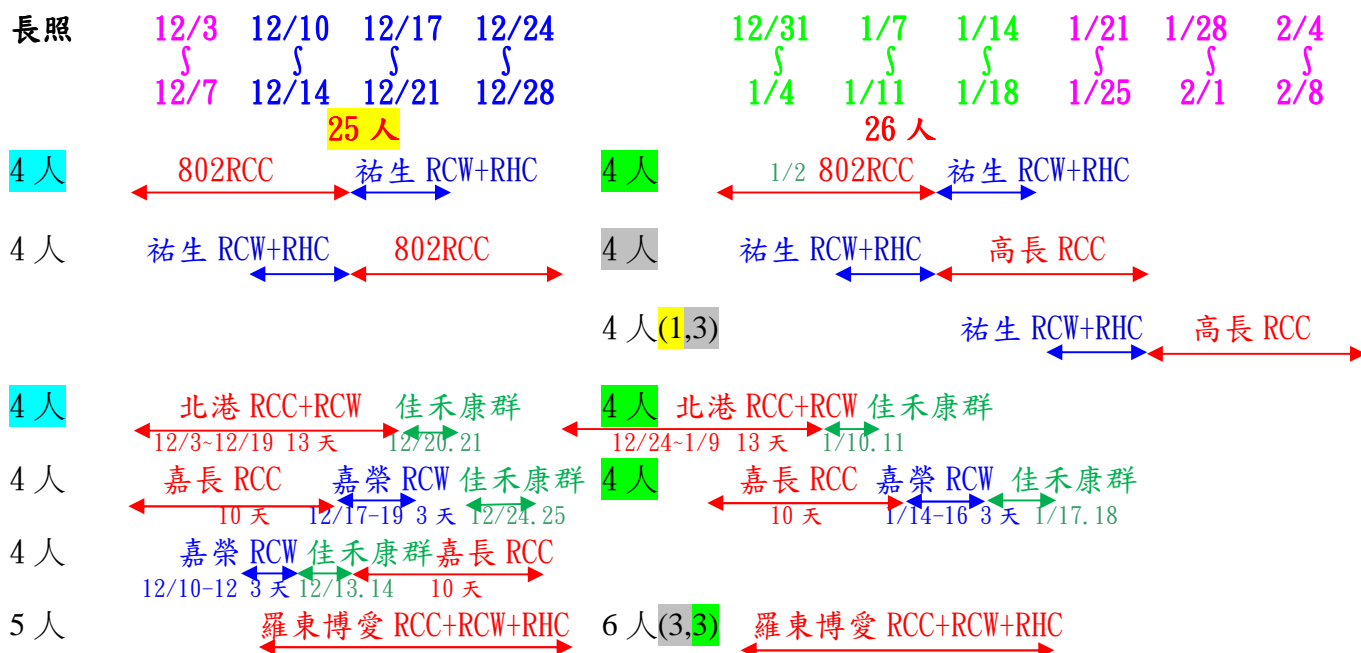 長照 12/3 12/10 12/17 12/24 12/31 1/7 1/14 1/21 1/28 2/4
∫ ∫ ∫ ∫ ∫ ∫ ∫ ∫ ∫ ∫
12/7 12/14 12/21 12/28 1/4 1/11 1/18 1/25 2/1 2/8
25 人 26 人
4 人 802RCC 祐生 RCW+RHC 4 人 1/2 802RCC 祐生 RCW+RHC
4 人 祐生 RCW+RHC 802RCC 4 人 祐生 RCW+RHC 高長 RCC
4 人(1,3) 祐生 RCW+RHC 高長 RCC
4 人 北港 RCC+RCW 佳禾康群 4 人 北港 RCC+RCW 佳禾康群
12/3~12/19 13 天 12/20.21 12/24~1/9 13 天 1/10.11
4 人 嘉長 RCC 嘉榮 RCW 佳禾康群 4 人 嘉長 RCC 嘉榮 RCW 佳禾康群
10 天 12/17-19 3 天 12/24.25 10 天 1/14-16 3 天 1/17.18
4 人 嘉榮 RCW 佳禾康群 嘉長 RCC
12/10-12 3 天 12/13.14 10 天
5 人 羅東博愛 RCC+RCW+RHC 6 人(3,3) 羅東博愛 RCC+RCW+RHC